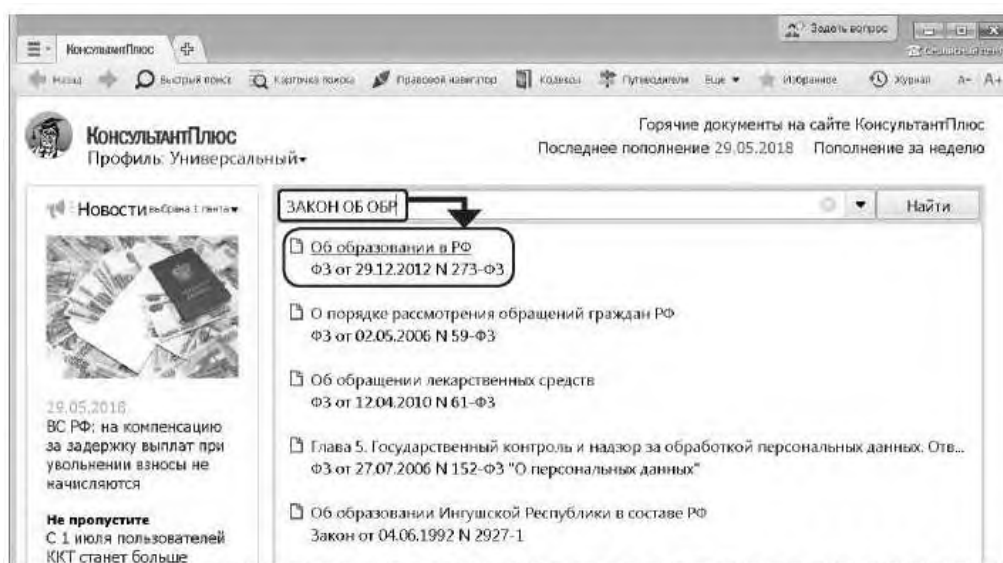 Задать вопрос
КонсультантПлюс
Назад Быстрый поиск Карточка поиска Правовой навигатор Кодексы Путеводители Еще Избранное Журнал А- А+
КонсультантПлюс
Профиль: Универсальный
Горячие документы на сайте КонсультантПлюс
Последнее пополнение 29.05.2018 Пополнение за неделю
НОВОСТИ выбрана 1 лента
29.05.2018
ВС РФ: на компенсацию
за задержку выплат при
увольнении взносы не
начисляются
Не пропустите
С 1 июля пользователей
ККТ станет больше
ЗАКОН ОБ ОБР
Найти
Об образовании в РФ
ФЗ от 29.12.2012 N 273-ФЗ
О порядке рассмотрения обращений граждан РФ
ФЗ от 02.05.2006 N 59-ФЗ
Об обращении лекарственных средств
ФЗ от 12.04.2010 N 61-ФЗ
Глава 5. Государственный контроль и надзор за обработкой персональных данных. Отв...
ФЗ от 27.07.2006 N 152-ФЗ "О персональных данных"
Об образовании Ингушской Республики в составе РФ
Закон от 04.06.1992 N 2927-1